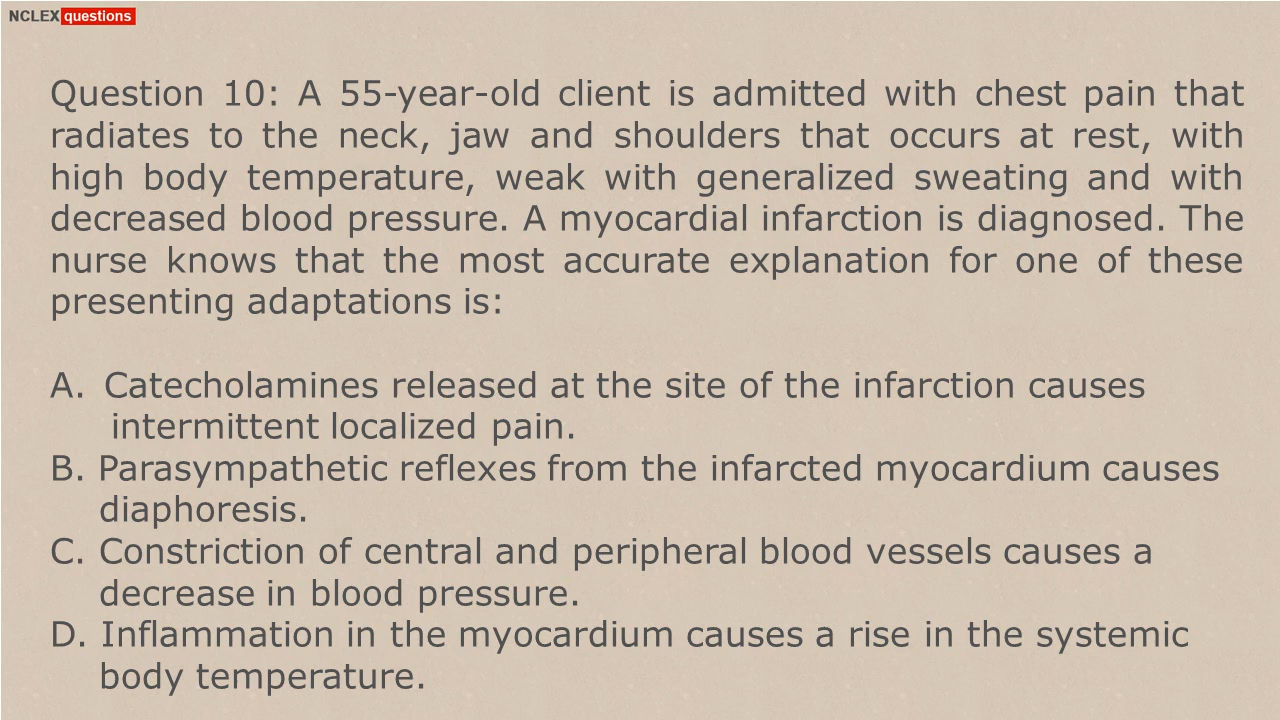 NCLEX questions
Question 10: A 55-year-old client is admitted with chest pain that
radiates to the neck, jaw and shoulders that occurs at rest, with
high body temperature, weak with generalized sweating and with
decreased blood pressure. A myocardial infarction is diagnosed. The
nurse knows that the most accurate explanation for one of these
presenting adaptations is:
A. Catecholamines released at the site of the infarction causes
intermittent localized pain.
B. Parasympathetic reflexes from the infarcted myocardium causes
diaphoresis.
C. Constriction of central and peripheral blood vessels causes a
decrease in blood pressure.
D. Inflammation in the myocardium causes a rise in the systemic
body temperature.